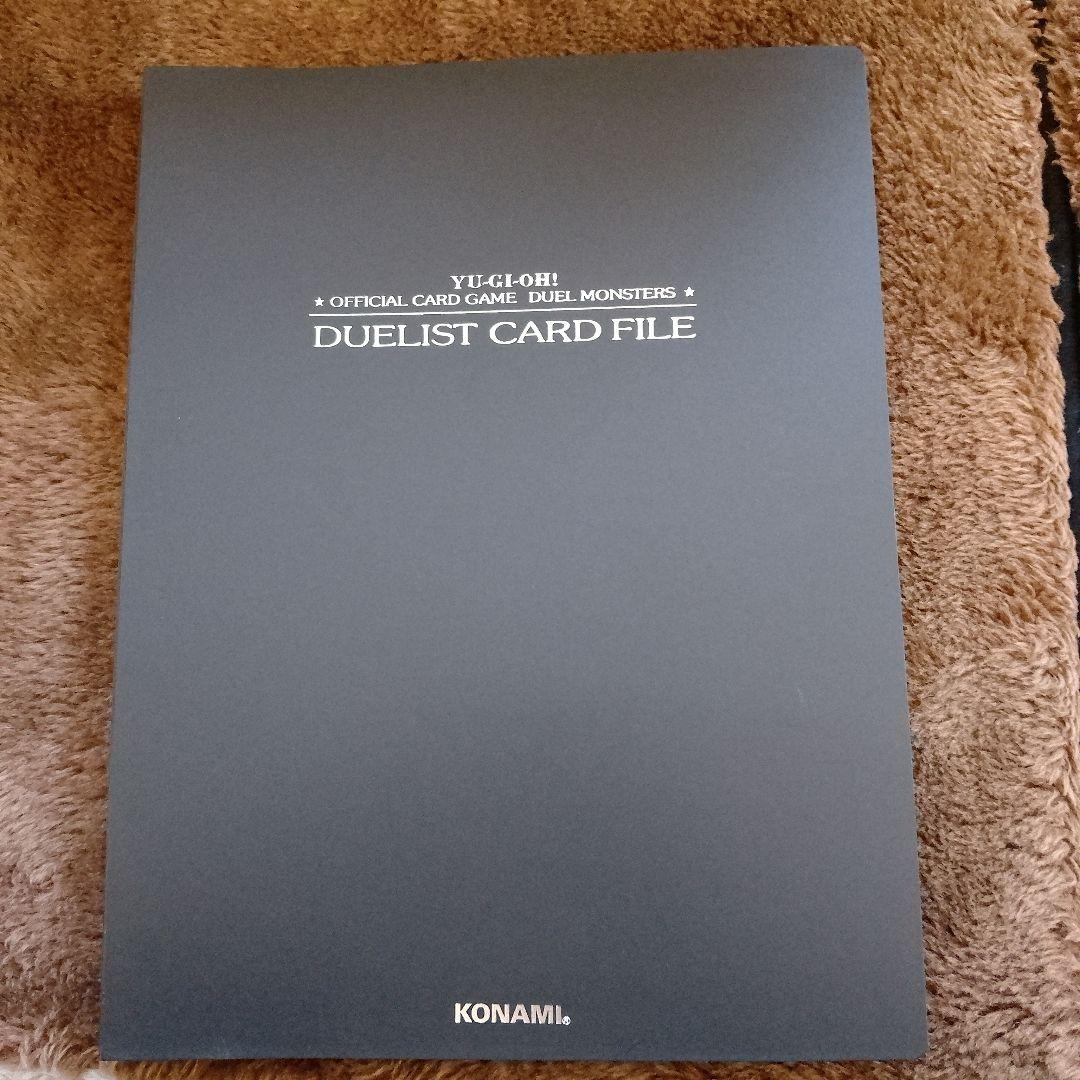 YU-GI-OH!
★ OFFICIAL CARD GAME DUEL MONSTERS ★
DUELIST CARD FILE
KONAMI®